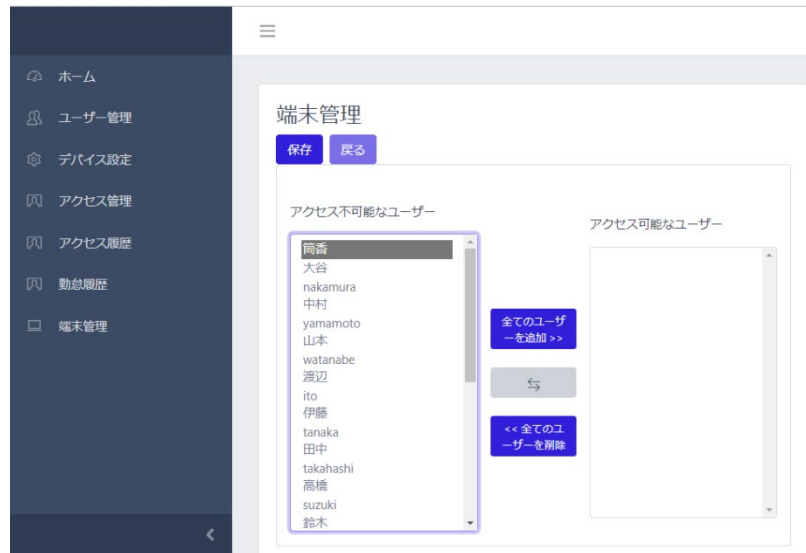 ホーム
ユーザー管理
デバイス設定
アクセス管理
アクセス履歴
勤怠履歴
端末管理
端末管理
保存
戻る
アクセス不可能なユーザー
筒香
大谷
nakamura
中村
yamamoto
山本
watanabe
渡辺
ito
伊藤
tanaka
田中
takahashi
高橋
suzuki
鈴木
全てのユーザ
ーを追加 >>
<< 全てのユ
ーザーを削除
アクセス可能なユーザー